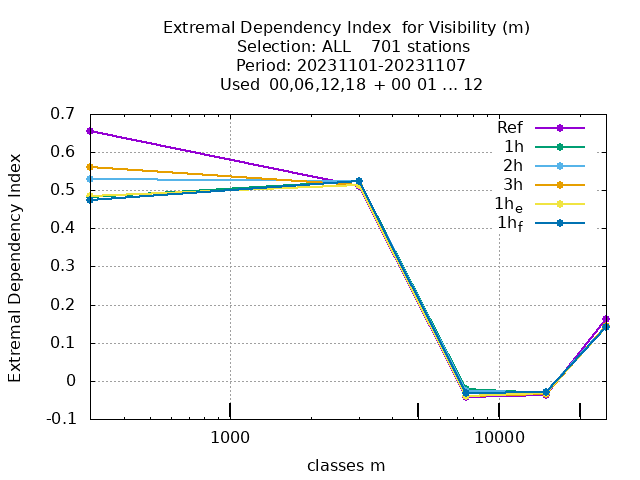 Extremal Dependency Index for Visibility (m)
Selection: ALL 701 stations
Period: 20231101-20231107
Used 00,06,12,18 + 00 01 ... 12
Extremal Dependency Index
0.7
0.6
0.5
0.4
0.3
0.2
0.1
0
-0.1
Ref
1h
2h
3h
1he
1hf
1000
10000
classes m